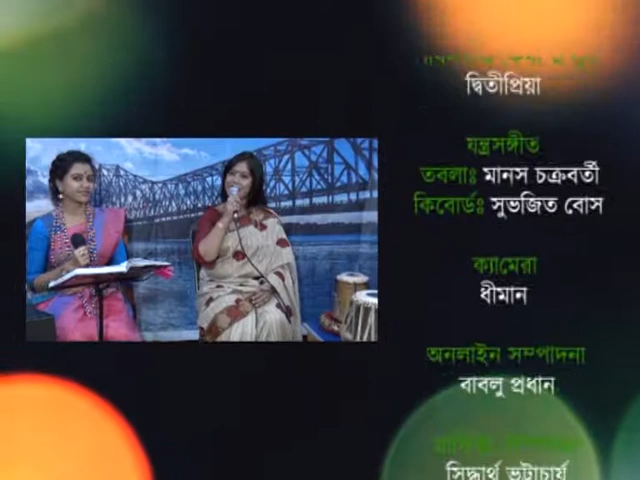 দ্বিতীপ্রিয়া
যন্ত্রসঙ্গীত
তবলাঃ মানস চক্রবর্তী
কিবোর্ডঃ সুভজিত বোস
ক্যামেরা
ধীমান
অনলাইন সম্পাদনা
বাবলু প্রধান
সিদ্ধার্থ ভট্টাচার্য